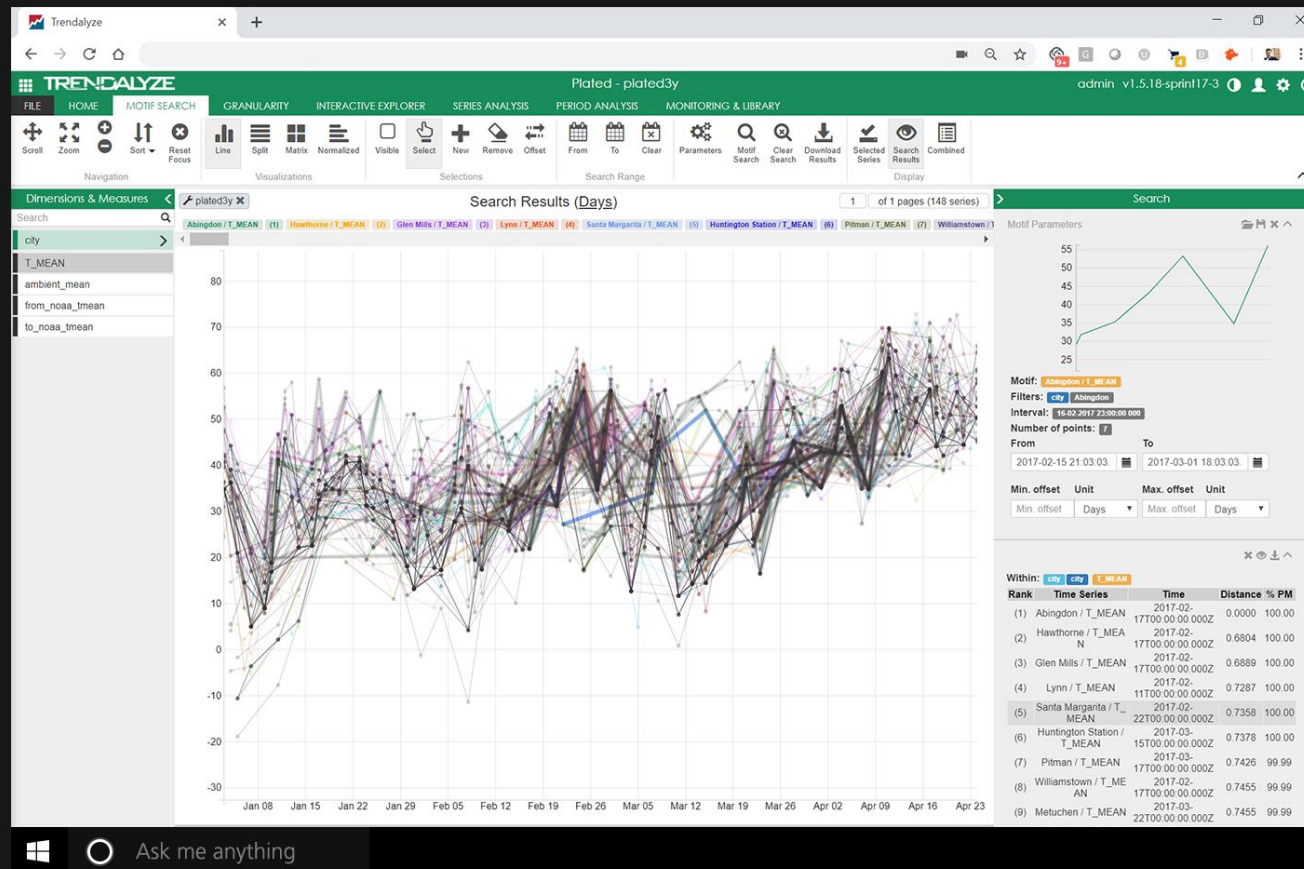 Trendalyze
9+
4
TRENDALYZE
Plated - plated3y
admin v1.5.18-sprint17-3
FILE HOME MOTIF SEARCH GRANULARITY INTERACTIVE EXPLORER SERIES ANALYSIS PERIOD ANALYSIS MONITORING & LIBRARY
Scroll Zoom Sort Reset Focus Line Split Matrix Normalized Visible Select New Remove Offset From To Clear Parameters Motif Search Clear Search Download Results Selected Series Search Results Combined
Navigation Visualizations Selections Search Range Display
Dimensions & Measures
Search
city
T_MEAN
ambient_mean
from_noaa_tmean
to_noaa_tmean
plated3y
Search Results (Days)
1 of 1 pages (148 series)
Abingdon / T_MEAN (1) Hawthorne / T_MEAN (2) Glen Mills / T_MEAN (3) Lynn / T_MEAN (4) Santa Margarita / T_MEAN (5) Huntington Station / T_MEAN (6) Pitman / T_MEAN (7) Williamstown /
80
70
60
50
40
30
20
10
0
-10
-20
-30
Jan 08 Jan 15 Jan 22 Jan 29 Feb 05 Feb 12 Feb 19 Feb 26 Mar 05 Mar 12 Mar 19 Mar 26 Apr 02 Apr 09 Apr 16 Apr 23
Search
Motif Parameters
55
50
45
40
35
30
25
Motif: Abingdon / T_MEAN
Filters: city Abingdon
Interval: 16-02-2017 23:00:00 000
Number of points: 7
From To
2017-02-15 21:03:03. 2017-03-01 18:03:03.
Min. offset Unit Max. offset Unit
Min. offset Days Max. offset Days
Within: city city T_MEAN
Rank Time Series Time Distance % PM
(1) Abingdon / T_MEAN 2017-02-17T00:00:00.000Z 0.0000 100.00
(2) Hawthorne / T_MEAN 2017-02-17T00:00:00.000Z 0.6804 100.00
(3) Glen Mills / T_MEAN 2017-02-17T00:00:00.000Z 0.6889 100.00
(4) Lynn / T_MEAN 2017-02-11T00:00:00.000Z 0.7287 100.00
(5) Santa Margarita / T_MEAN 2017-02-22T00:00:00.000Z 0.7358 100.00
(6) Huntington Station / T_MEAN 2017-03-15T00:00:00.000Z 0.7378 100.00
(7) Pitman / T_MEAN 2017-03-17T00:00:00.000Z 0.7426 99.99
(8) Williamstown / T_MEAN 2017-02-17T00:00:00.000Z 0.7455 99.99
(9) Metuchen / T_MEAN 2017-03-22T00:00:00.000Z 0.7455 99.99
Ask me anything